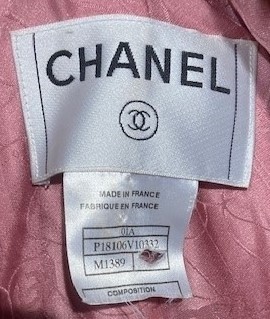 CHANEL
MADE IN FRANCE
FABRIQUE EN FRANCE
01A
P18106V10332
M1389
COMPOSITION